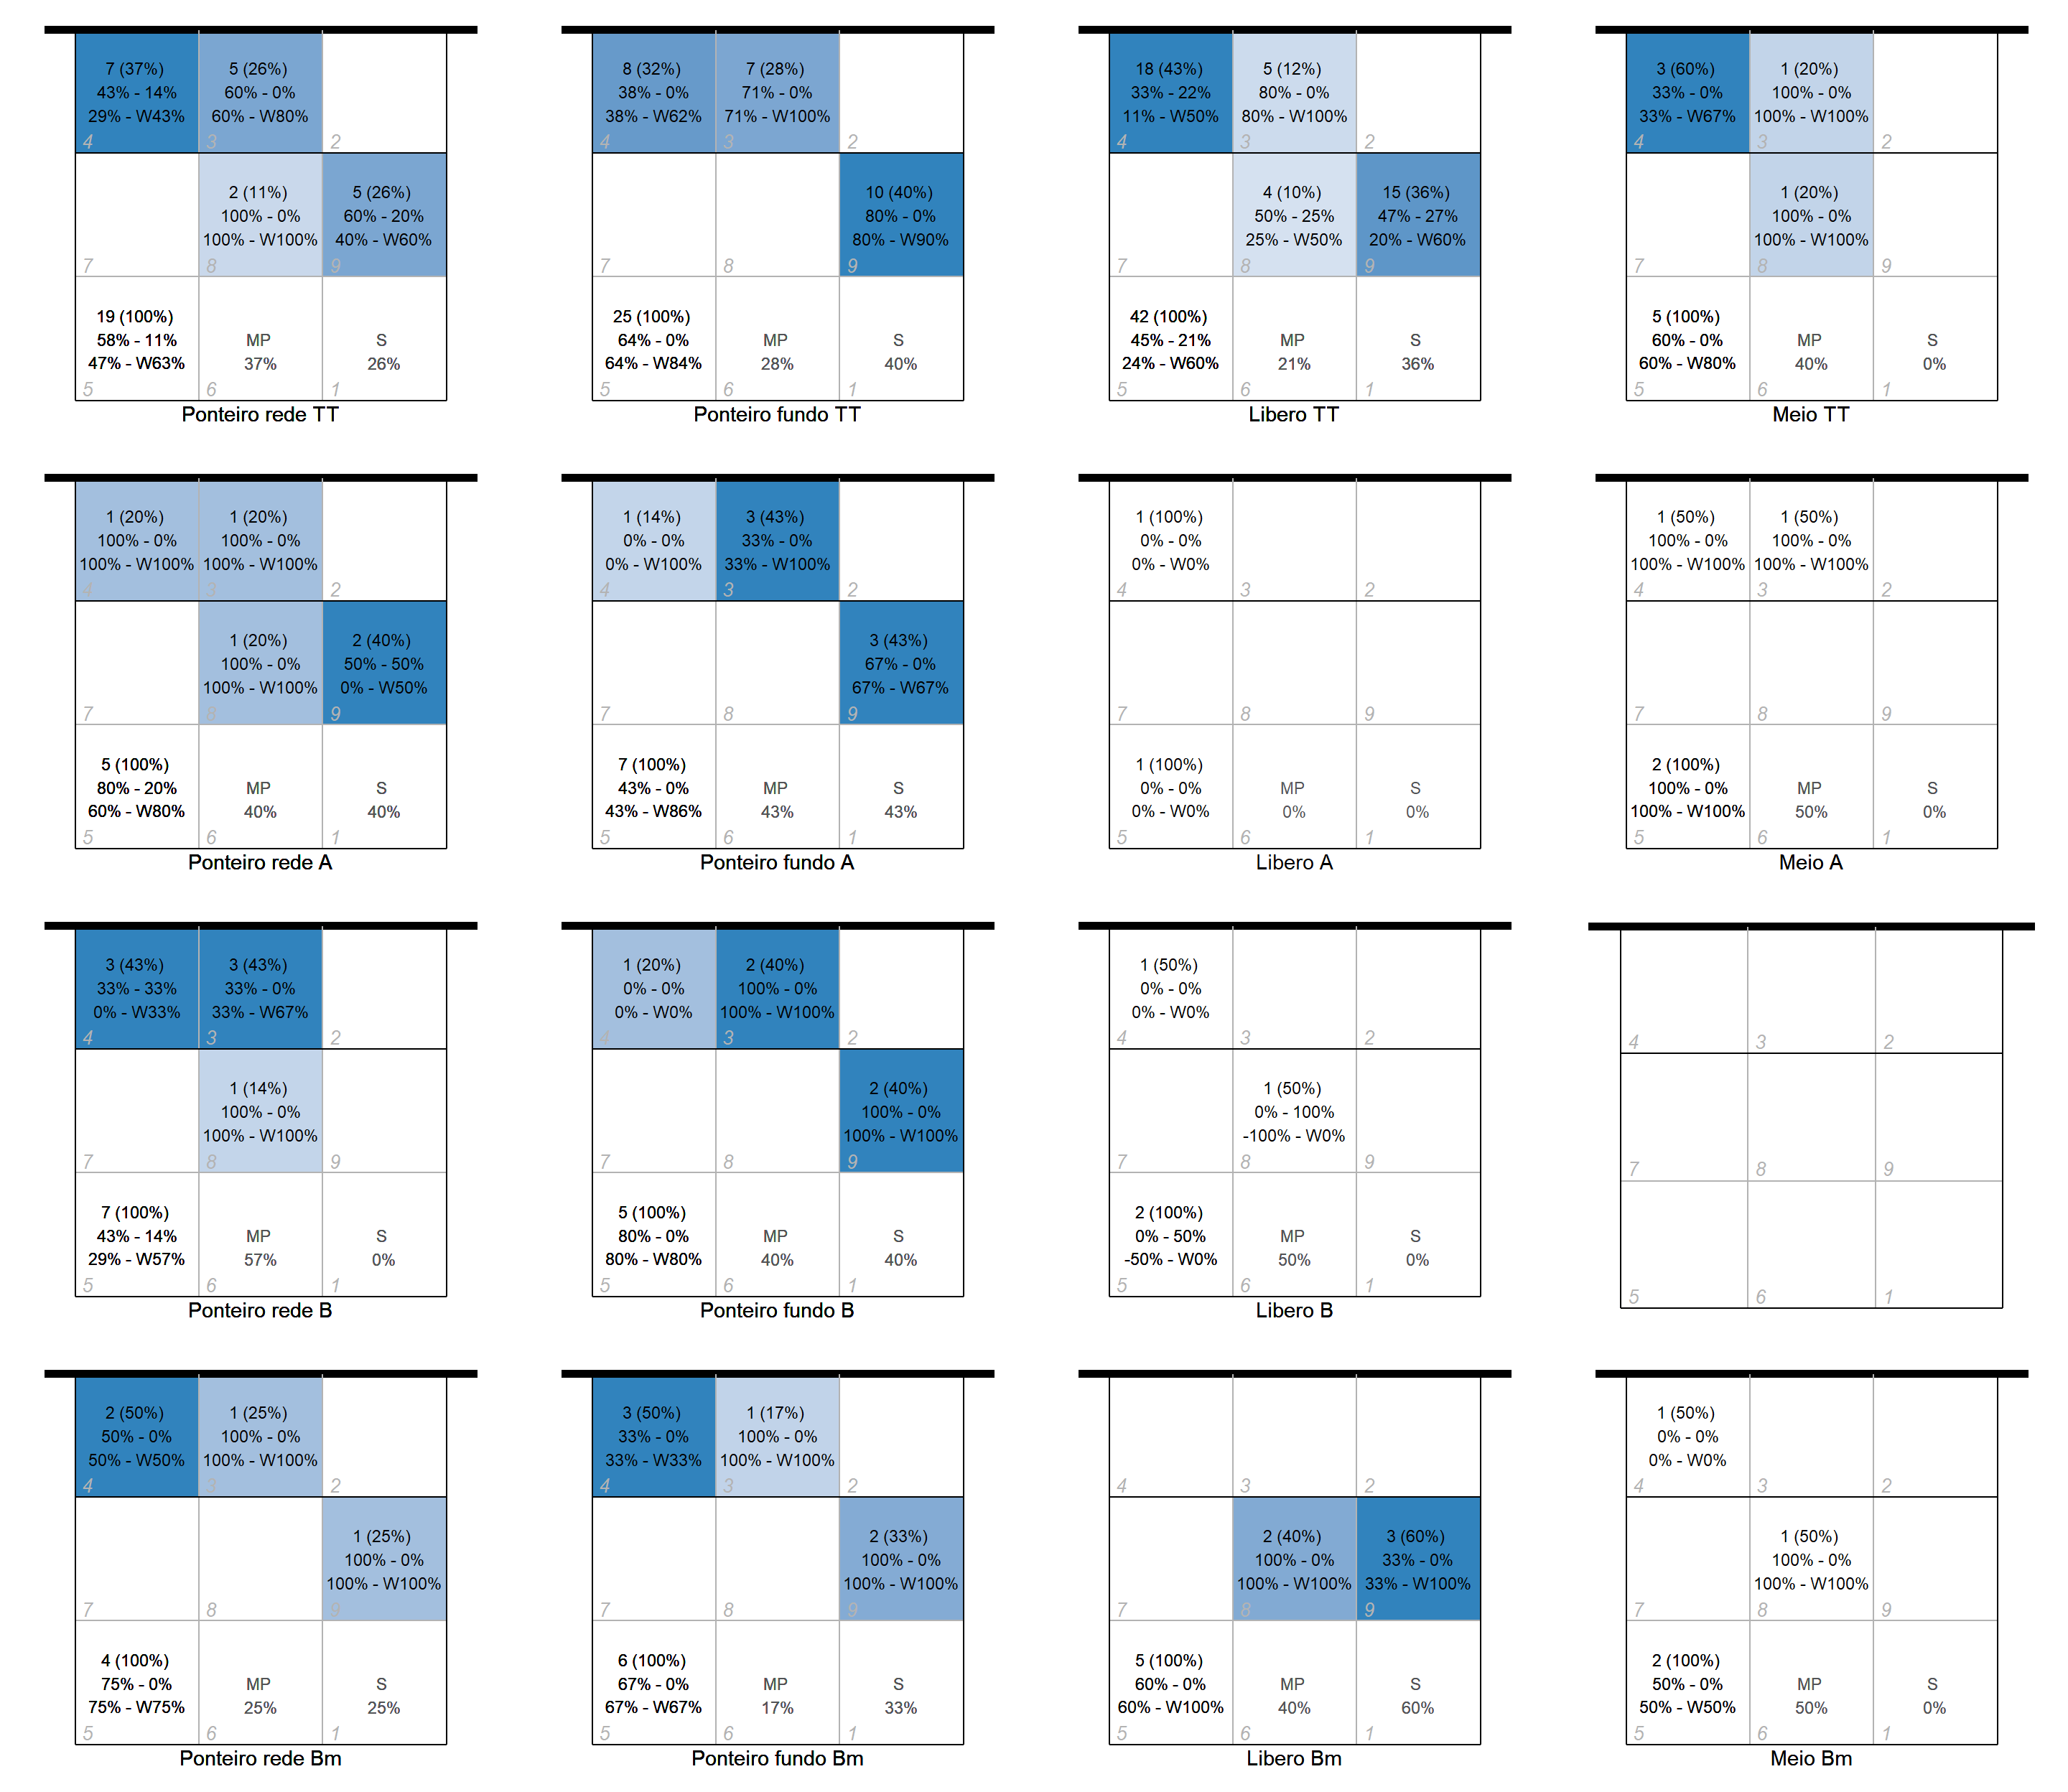 7 (37%)
43% - 14%
29% - W43%
4
5 (26%)
60% - 0%
60% - W80%
3
2
7
2 (11%)
100% - 0%
100% - W100%
8
5 (26%)
60% - 20%
40% - W60%
9
19 (100%)
58% - 11%
47% - W63%
5
MP
37%
6
S
26%
1
Ponteiro rede TT
8 (32%)
38% - 0%
38% - W62%
4
7 (28%)
71% - 0%
71% - W100%
3
2
7
8
10 (40%)
80% - 0%
80% - W90%
9
25 (100%)
64% - 0%
64% - W84%
5
MP
28%
6
S
40%
1
Ponteiro fundo TT
18 (43%)
33% - 22%
11% - W50%
4
5 (12%)
80% - 0%
80% - W100%
3
2
7
4 (10%)
50% - 25%
25% - W50%
8
15 (36%)
47% - 27%
20% - W60%
9
42 (100%)
45% - 21%
24% - W60%
5
MP
21%
6
S
36%
1
Libero TT
3 (60%)
33% - 0%
33% - W67%
4
1 (20%)
100% - 0%
100% - W100%
3
2
7
1 (20%)
100% - 0%
100% - W100%
8
9
5 (100%)
60% - 0%
60% - W80%
5
MP
40%
6
S
0%
1
Meio TT
1 (20%)
100% - 0%
100% - W100%
4
1 (20%)
100% - 0%
100% - W100%
3
2
7
1 (20%)
100% - 0%
100% - W100%
8
2 (40%)
50% - 50%
0% - W50%
9
5 (100%)
80% - 20%
60% - W80%
5
MP
40%
6
S
40%
1
Ponteiro rede A
1 (14%)
0% - 0%
0% - W100%
4
3 (43%)
33% - 0%
33% - W100%
3
2
7
8
3 (43%)
67% - 0%
67% - W67%
9
7 (100%)
43% - 0%
43% - W86%
5
MP
43%
6
S
43%
1
Ponteiro fundo A
1 (100%)
0% - 0%
0% - W0%
4
3
2
7
8
9
1 (100%)
0% - 0%
0% - W0%
5
MP
0%
6
S
0%
1
Libero A
1 (50%)
100% - 0%
100% - W100%
4
1 (50%)
100% - 0%
100% - W100%
3
2
7
8
9
2 (100%)
100% - 0%
100% - W100%
5
MP
50%
6
S
0%
1
Meio A
3 (43%)
33% - 33%
0% - W33%
4
3 (43%)
33% - 0%
33% - W67%
3
2
7
1 (14%)
100% - 0%
100% - W100%
8
9
7 (100%)
43% - 14%
29% - W57%
5
MP
57%
6
S
0%
1
Ponteiro rede B
1 (20%)
0% - 0%
0% - W0%
4
2 (40%)
100% - 0%
100% - W100%
3
2
7
8
2 (40%)
100% - 0%
100% - W100%
9
5 (100%)
80% - 0%
80% - W80%
5
MP
40%
6
S
40%
1
Ponteiro fundo B
1 (50%)
0% - 0%
0% - W0%
4
3
2
7
1 (50%)
0% - 100%
-100% - W0%
8
9
2 (100%)
0% - 50%
-50% - W0%
5
MP
50%
6
S
0%
1
Libero B
4
3
2
7
8
9
5
6
1
2 (50%)
50% - 0%
50% - W50%
4
1 (25%)
100% - 0%
100% - W100%
3
2
7
8
1 (25%)
100% - 0%
100% - W100%
9
4 (100%)
75% - 0%
75% - W75%
5
MP
25%
6
S
25%
1
Ponteiro rede Bm
3 (50%)
33% - 0%
33% - W33%
4
1 (17%)
100% - 0%
100% - W100%
3
2
7
8
2 (33%)
100% - 0%
100% - W100%
9
6 (100%)
67% - 0%
67% - W67%
5
MP
17%
6
S
33%
1
Ponteiro fundo Bm
4
3
2
7
2 (40%)
100% - 0%
100% - W100%
8
3 (60%)
33% - 0%
33% - W100%
9
5 (100%)
60% - 0%
60% - W100%
5
MP
40%
6
S
60%
1
Libero Bm
1 (50%)
0% - 0%
0% - W0%
4
3
2
7
1 (50%)
100% - 0%
100% - W100%
8
9
2 (100%)
50% - 0%
50% - W50%
5
MP
50%
6
S
0%
1
Meio Bm